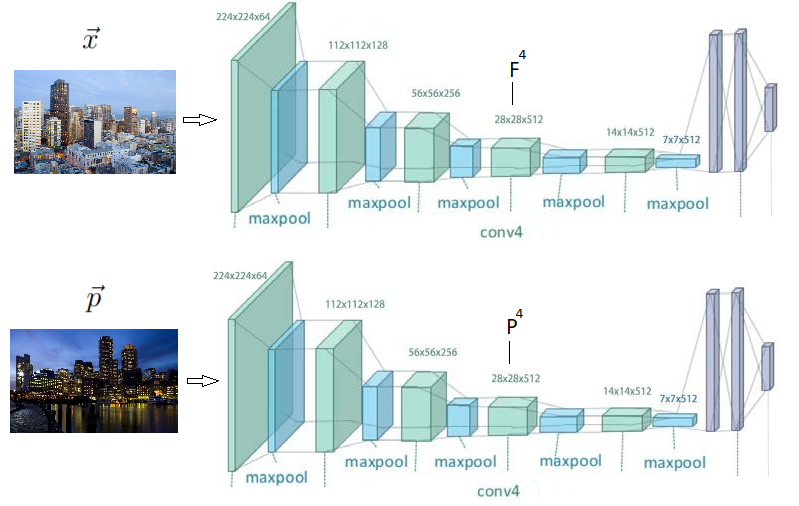 x⃗
224x224x64
112x112x128
56x56x256
F⁴
28x28x512
14x14x512
7x7x512
maxpool
maxpool
maxpool
maxpool
maxpool
conv4
p⃗
224x224x64
112x112x128
56x56x256
P⁴
28x28x512
14x14x512
7x7x512
maxpool
maxpool
maxpool
maxpool
maxpool
conv4